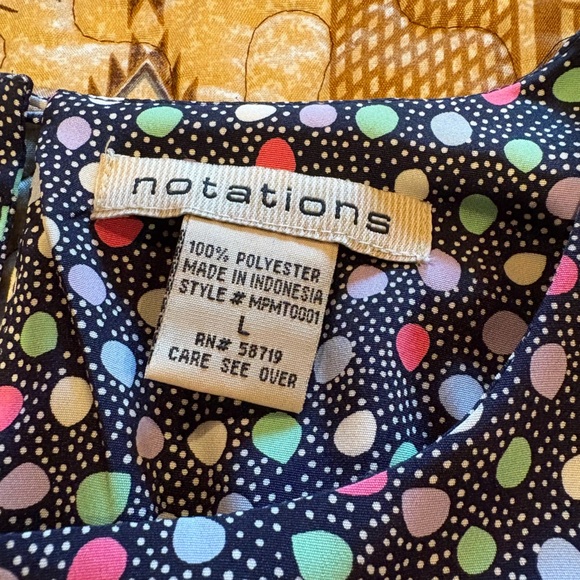 notations
100% POLYESTER
MADE IN INDONESIA
STYLE # MPMT0001
L
RN# 58719
CARE SEE OVER